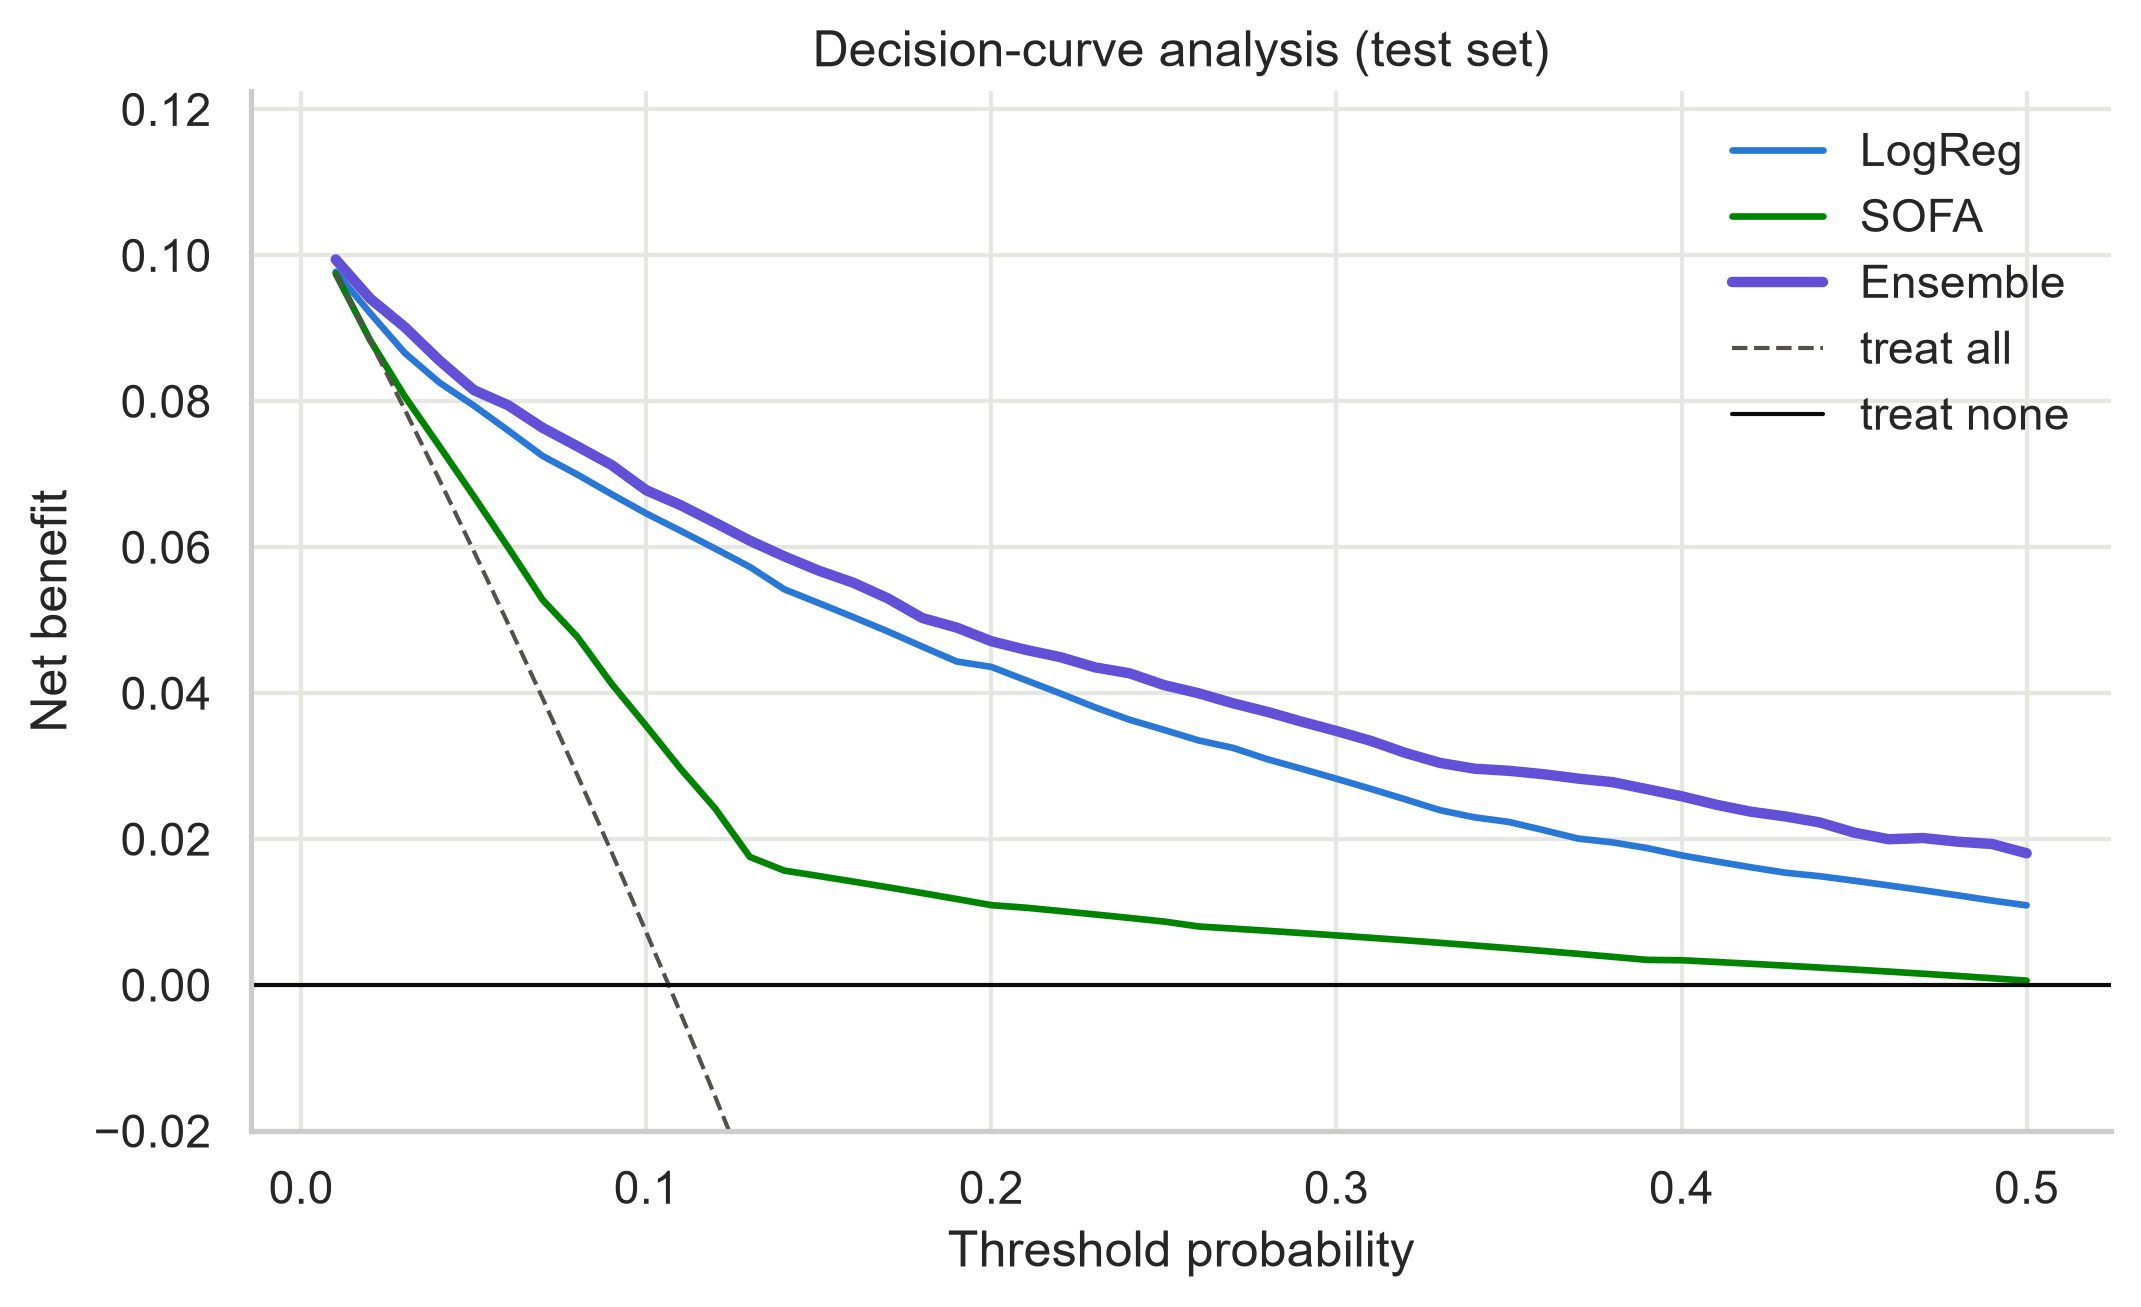 Decision-curve analysis (test set)
0.12
0.10
0.08
0.06
0.04
0.02
0.00
−0.02
Net benefit
LogReg
SOFA
Ensemble
treat all
treat none
0.0 0.1 0.2 0.3 0.4 0.5
Threshold probability